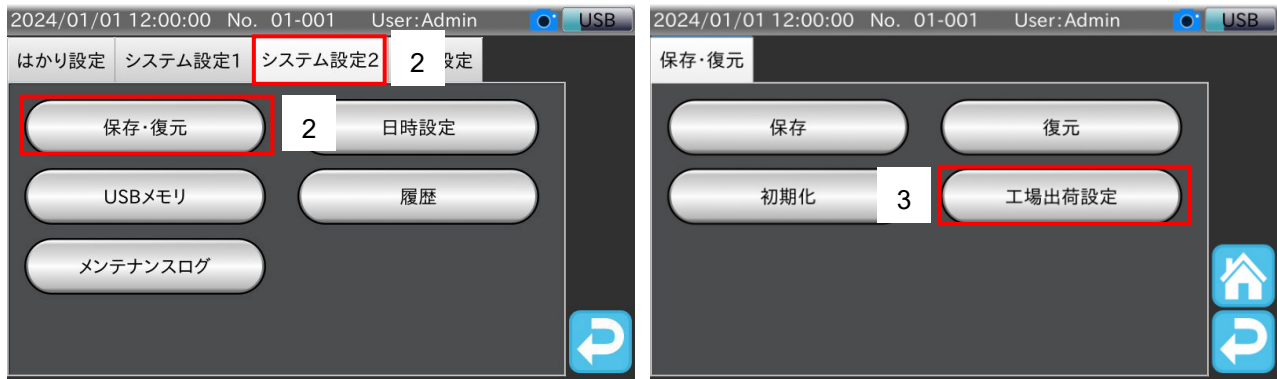 2024/01/01 12:00:00 No. 01-001 User:Admin USB
はかり設定 システム設定1 システム設定2 2 設定
保存･復元 2 日時設定
USBメモリ 履歴
メンテナンスログ
2024/01/01 12:00:00 No. 01-001 User:Admin USB
保存･復元
保存 復元
初期化 3 工場出荷設定